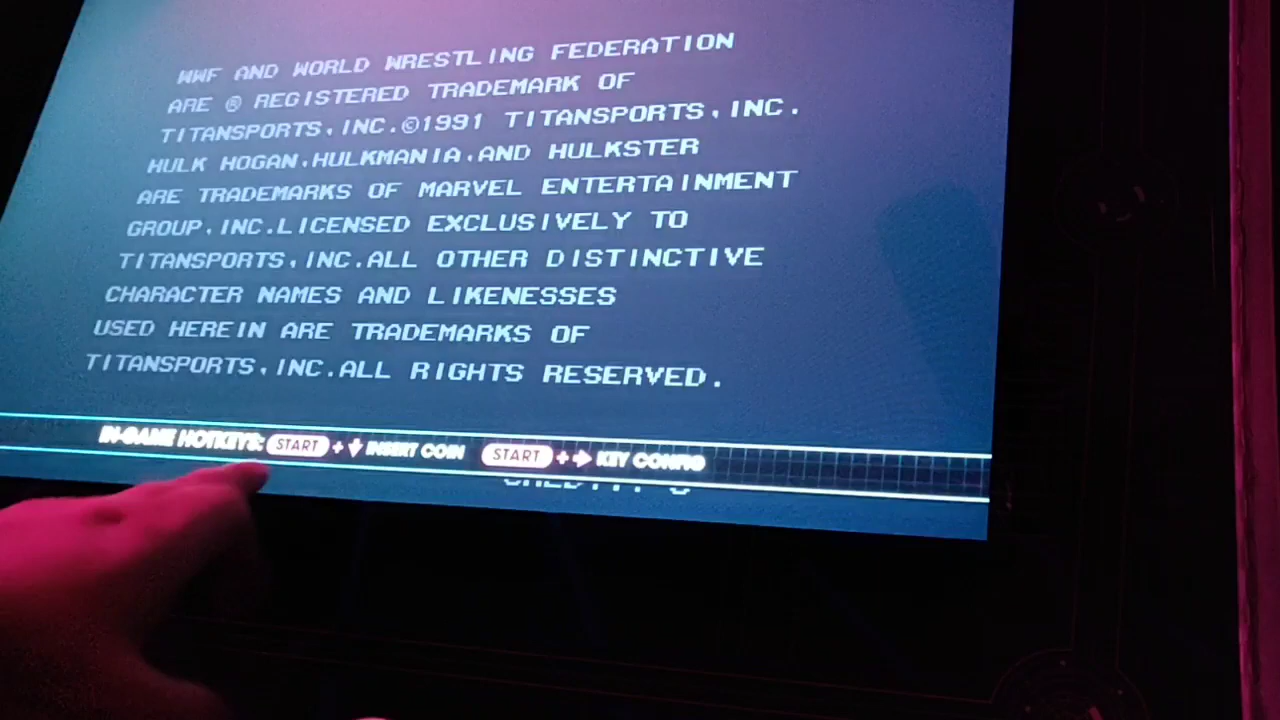 WWF AND WORLD WRESTLING FEDERATION
ARE ® REGISTERED TRADEMARK OF
TITANSPORTS,INC.©1991 TITANSPORTS,INC.
HULK HOGAN,HULKMANIA,AND HULKSTER
ARE TRADEMARKS OF MARVEL ENTERTAINMENT
GROUP,INC.LICENSED EXCLUSIVELY TO
TITANSPORTS,INC.ALL OTHER DISTINCTIVE
CHARACTER NAMES AND LIKENESSES
USED HEREIN ARE TRADEMARKS OF
TITANSPORTS,INC.ALL RIGHTS RESERVED.
IN-GAME HOTKEYS: START + INSERT COIN START + KEY CONFIG